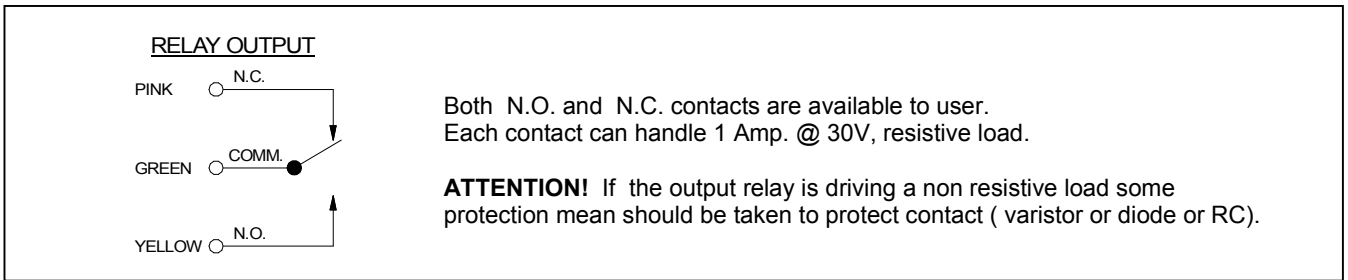 RELAY OUTPUT
PINK N.C.
GREEN COMM.
YELLOW N.O.
Both N.O. and N.C. contacts are available to user.
Each contact can handle 1 Amp. @ 30V, resistive load.
ATTENTION! If the output relay is driving a non resistive load some
protection mean should be taken to protect contact ( varistor or diode or RC).